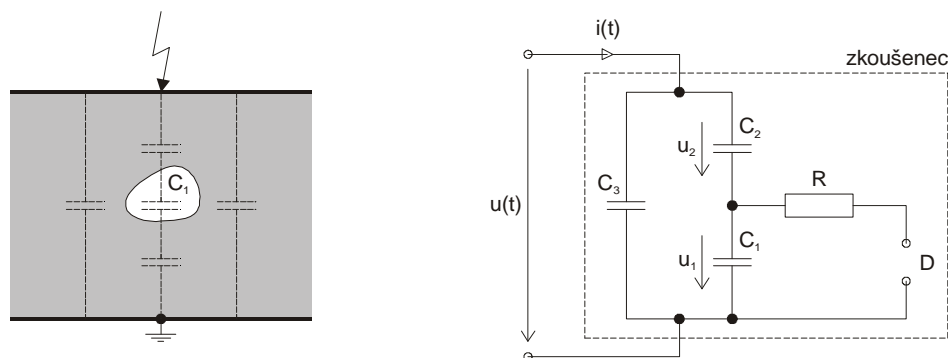 C₁
i(t)
zkoušenec
u(t)
C₃
u₂
C₂
u₁
C₁
R
D